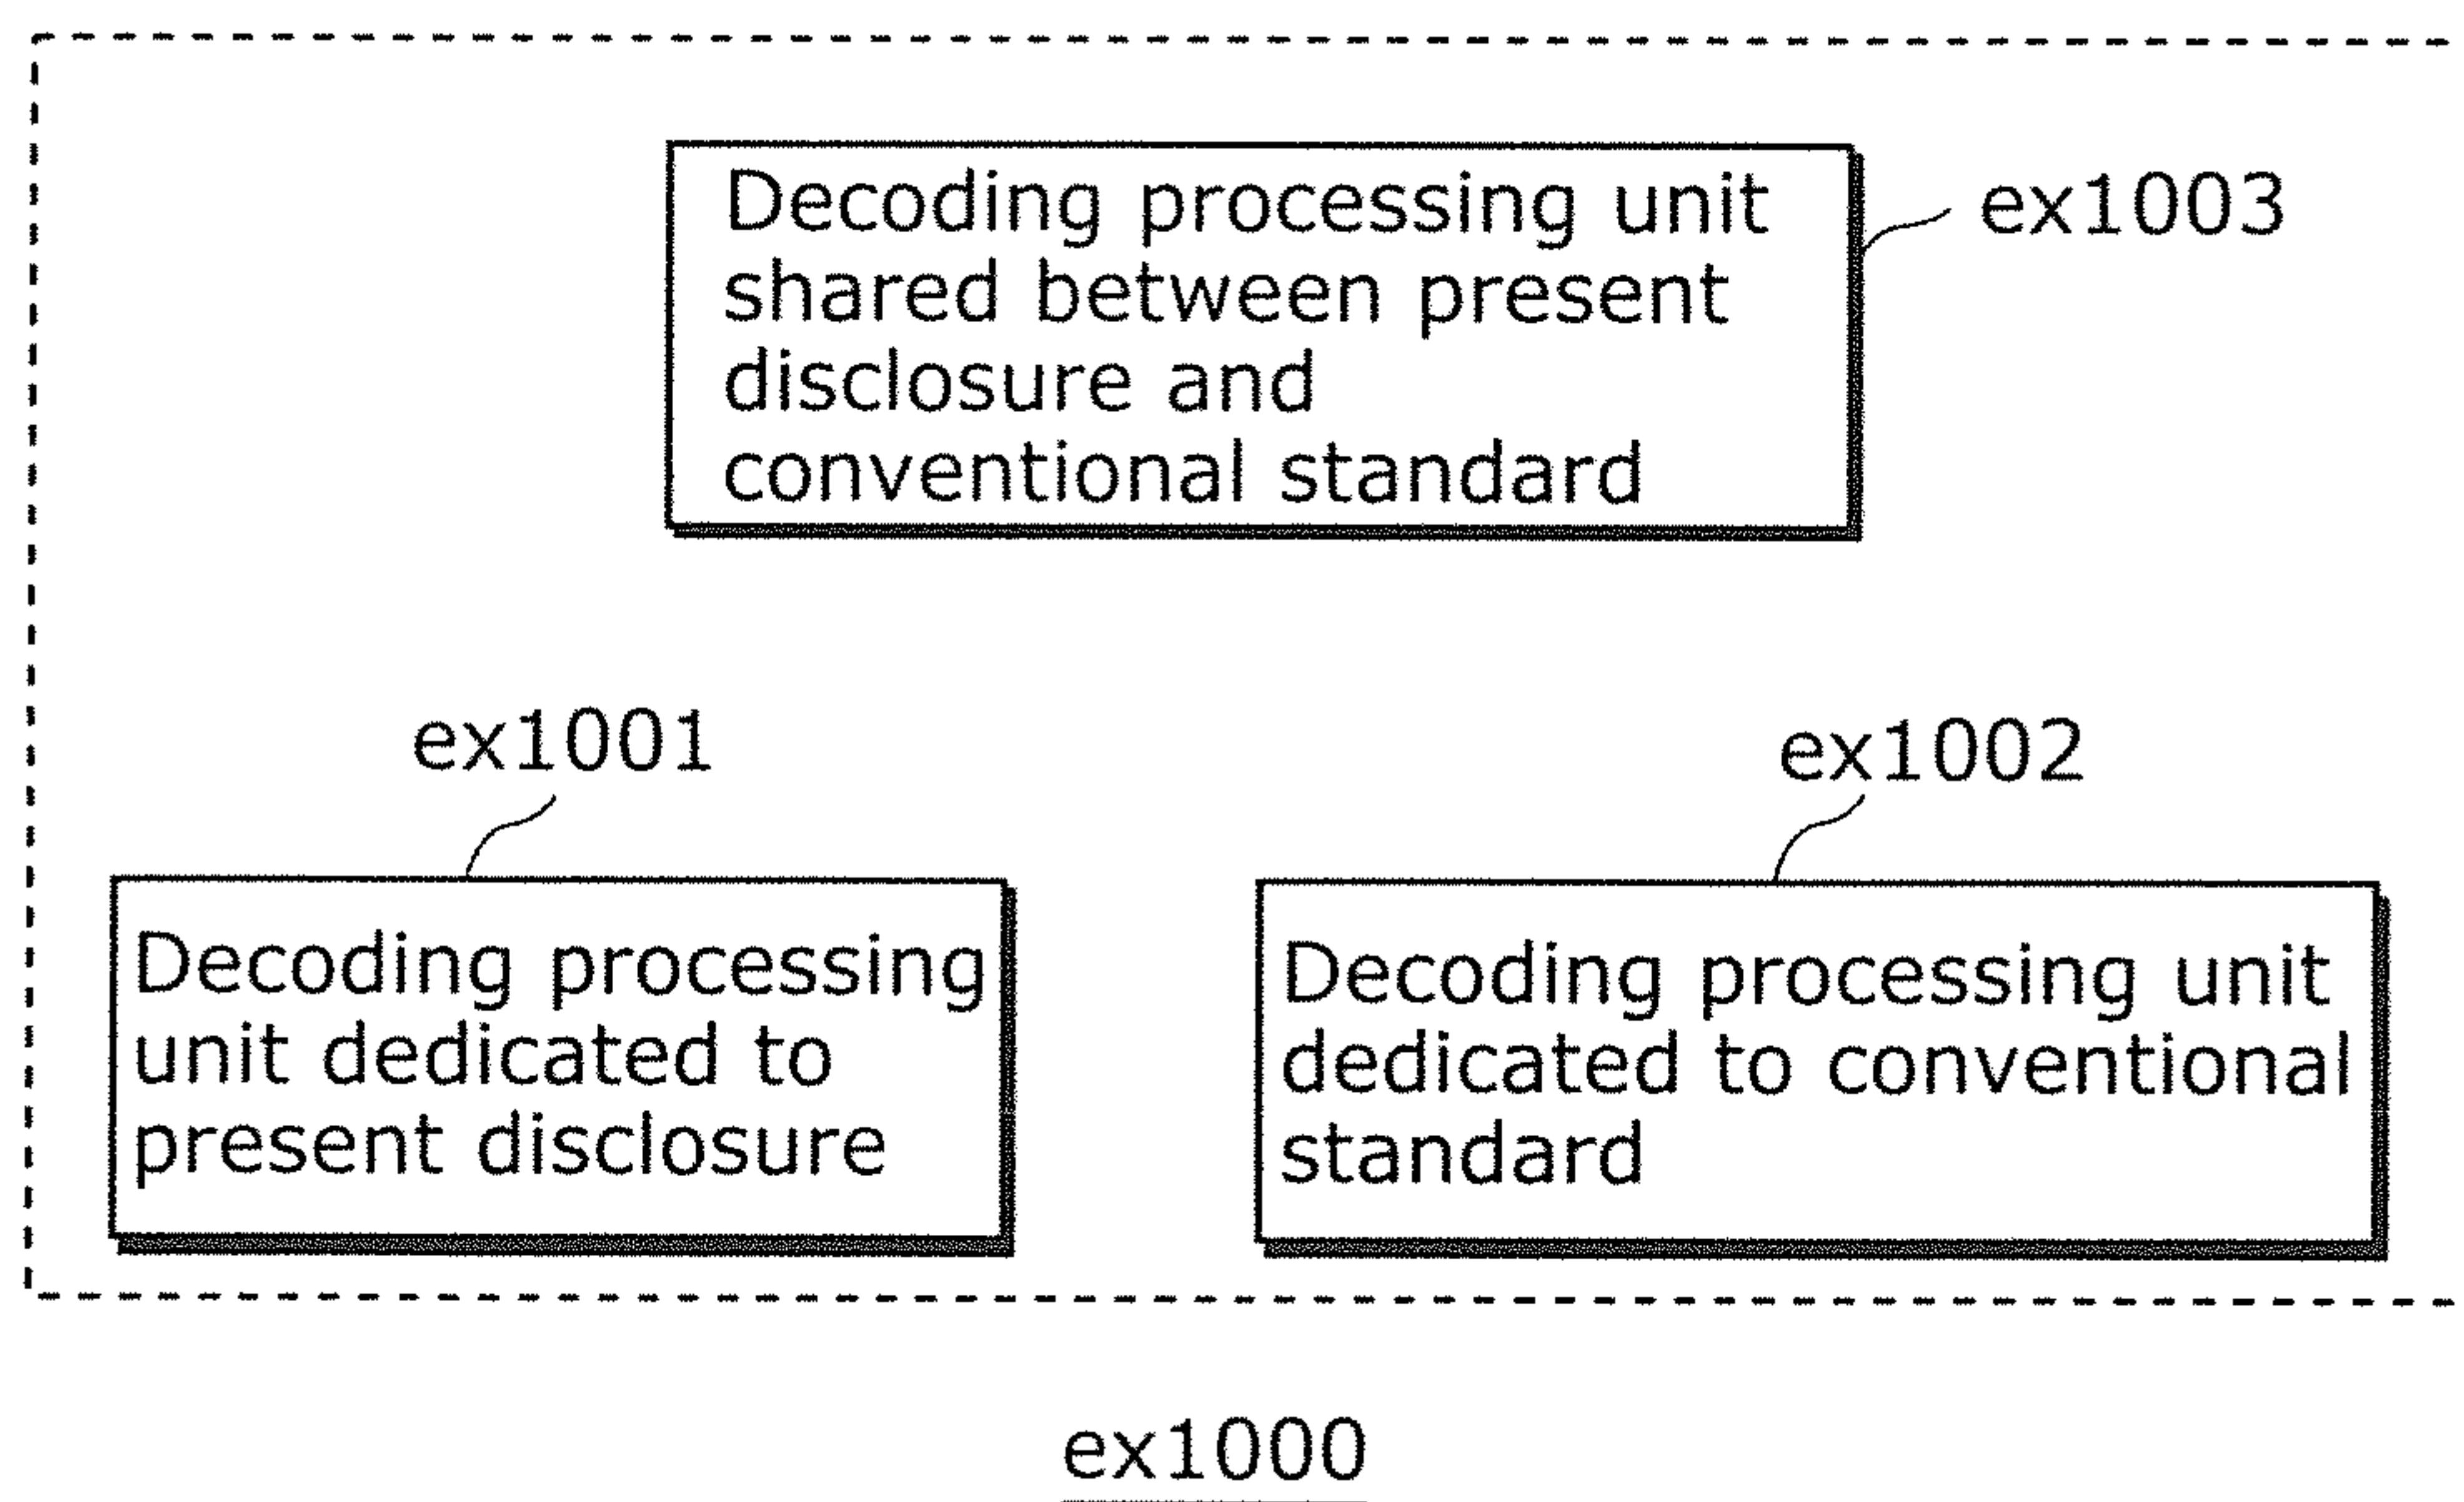 Decoding processing unit
shared between present
disclosure and
conventional standard
ex1003
ex1001
ex1002
Decoding processing
unit dedicated to
present disclosure
Decoding processing unit
dedicated to conventional
standard
ex1000